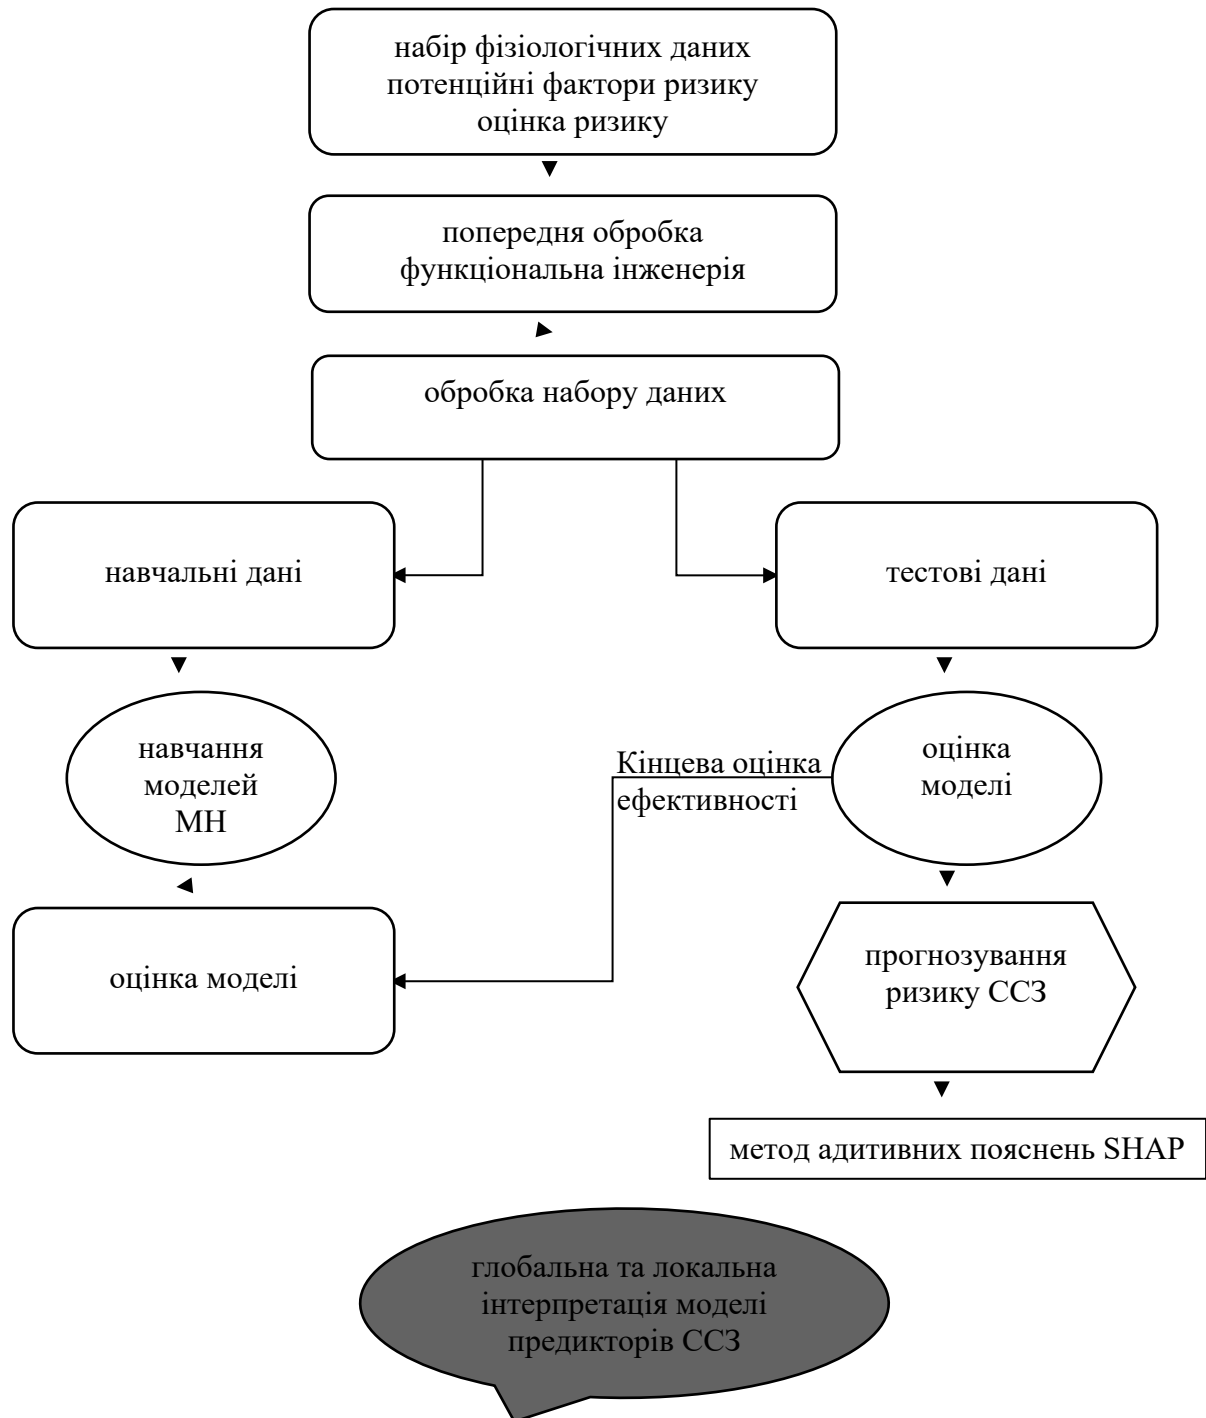 набір фізіологічних даних
потенційні фактори ризику
оцінка ризику
попередня обробка
функціональна інженерія
обробка набору даних
навчальні дані
тестові дані
навчання
моделей
МН
Кінцева оцінка
ефективності
оцінка
моделі
оцінка моделі
прогнозування
ризику ССЗ
метод адитивних пояснень SHAP
глобальна та локальна
інтерпретація моделі
предикторів ССЗ